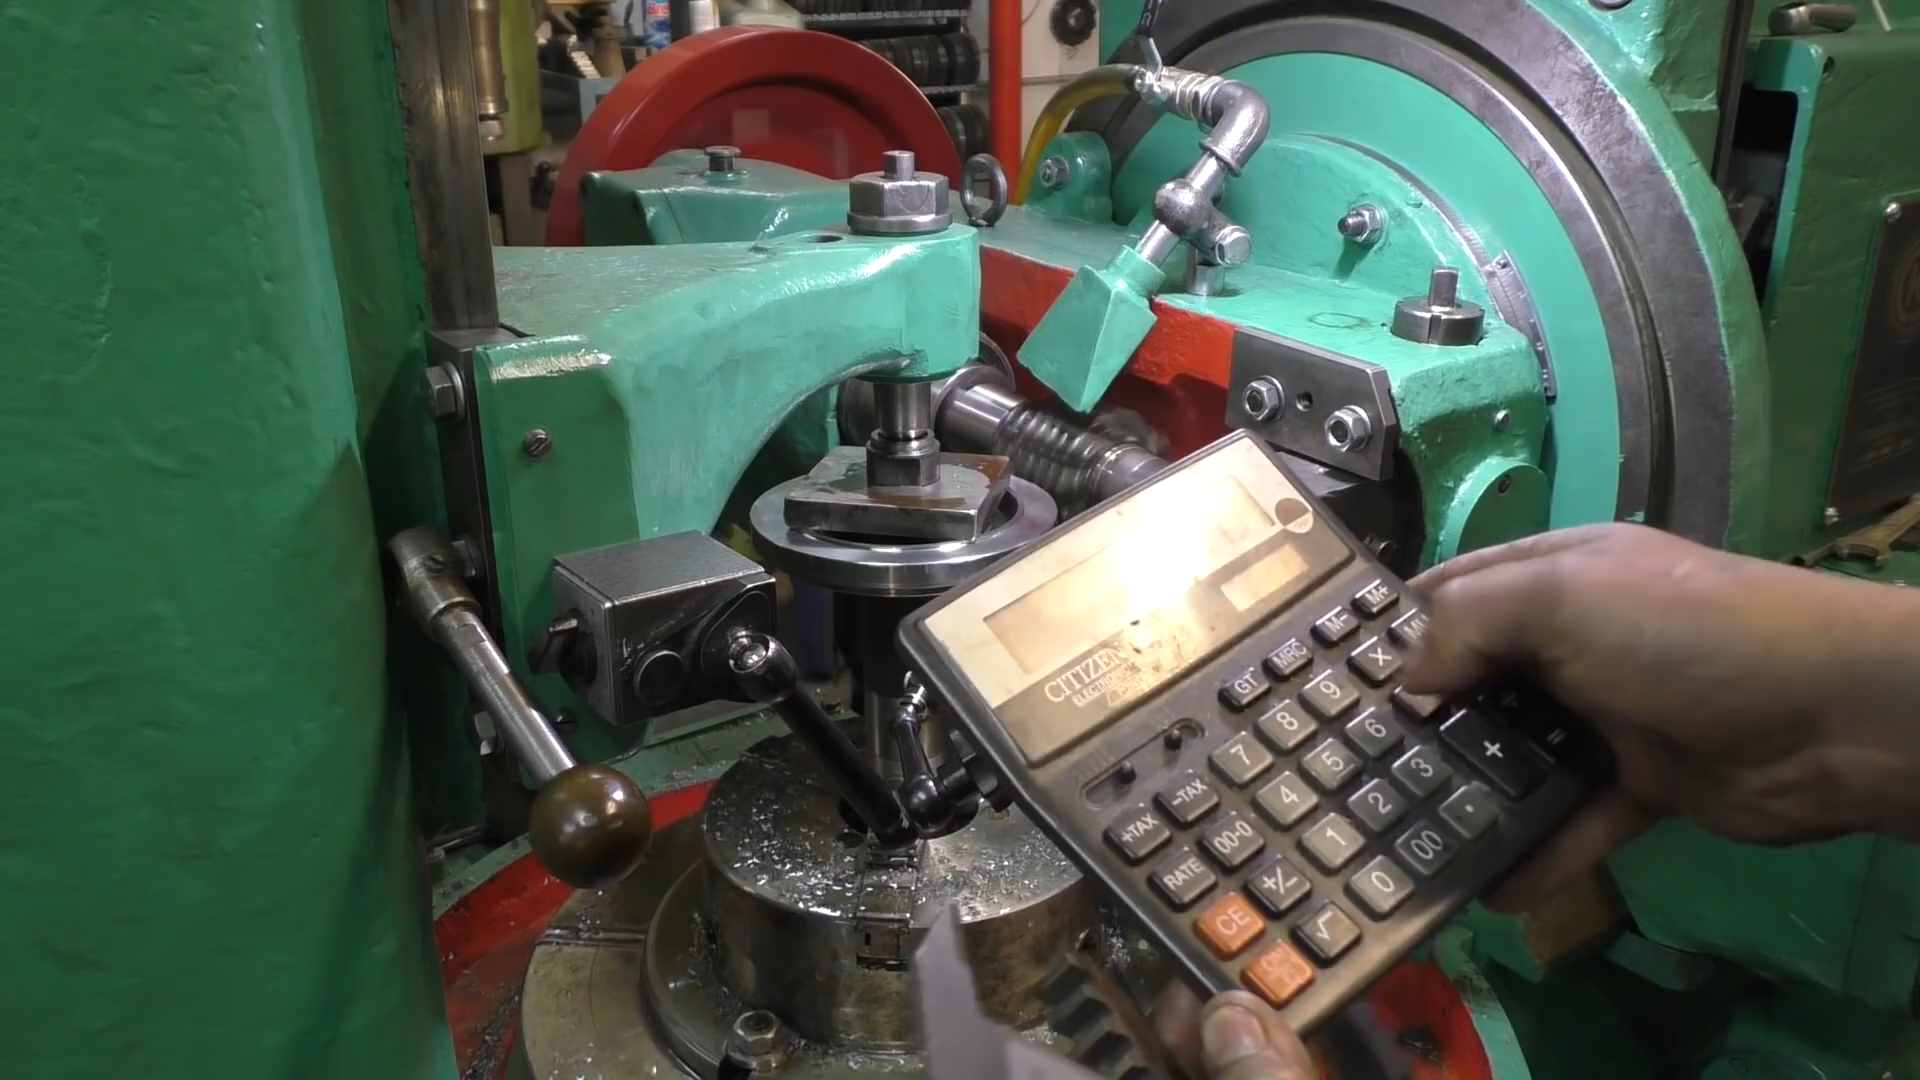 CITIZEN
M+
M-
MU
MRC
X
GT
9
8
6
7
5
3
+
=
-TAX
4
2
·
+TAX
00-0
1
00
RATE
+/-
0
CE
√